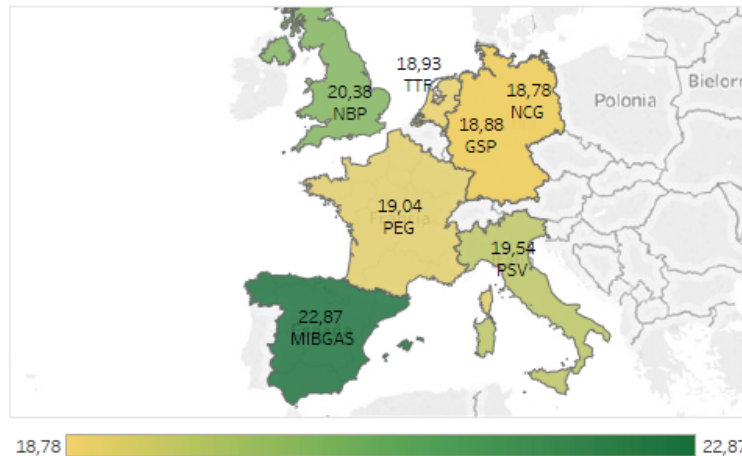 20,38
NBP
18,93
TTF
18,78
NCG
18,88
GSP
Polonia
Bielorr
19,04
PEG
19,54
PSV
22,87
MIBGAS
18,78
22,87